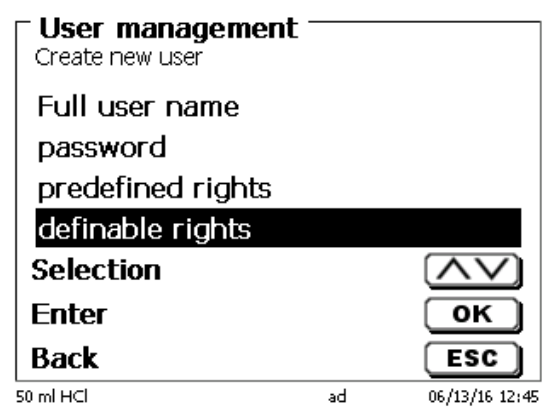 User management
Create new user
Full user name
password
predefined rights
definable rights
Selection
Enter OK
Back ESC
50 ml HCl ad 06/13/16 12:45